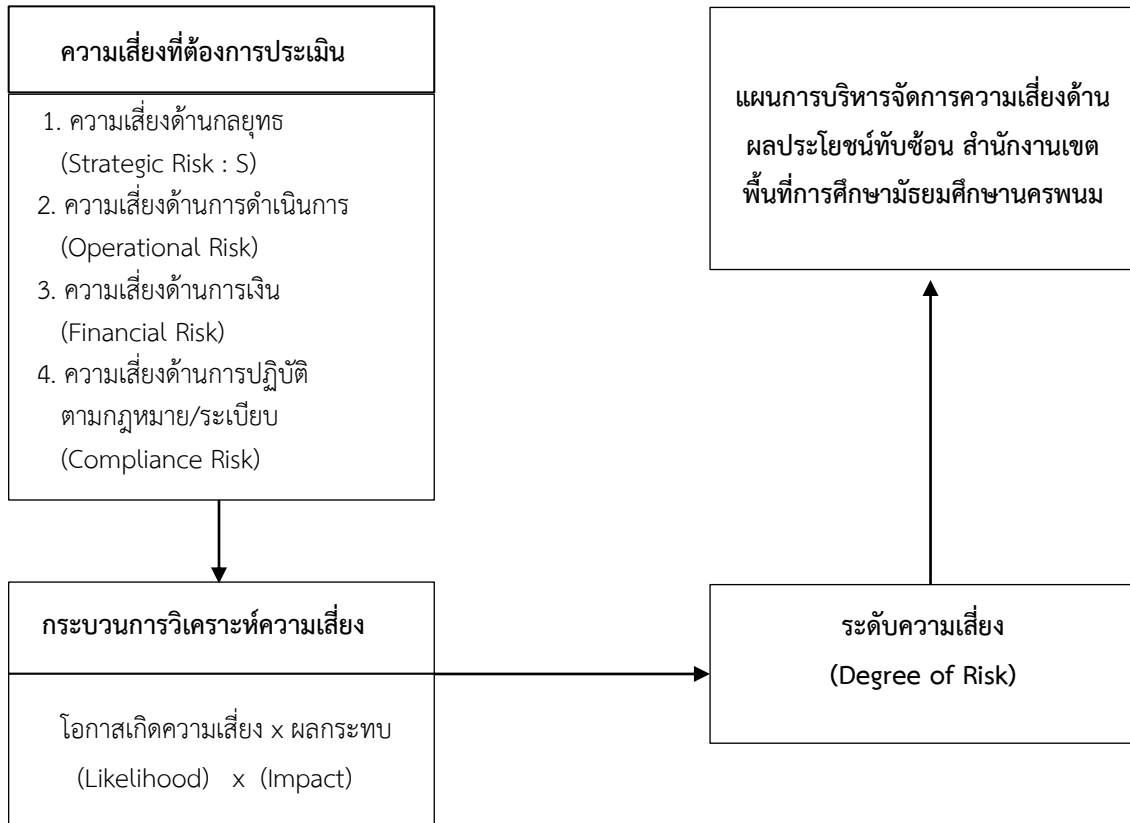 ความเสี่ยงที่ต้องการประเมิน
1. ความเสี่ยงด้านกลยุทธ
(Strategic Risk : S)
2. ความเสี่ยงด้านการดำเนินการ
(Operational Risk)
3. ความเสี่ยงด้านการเงิน
(Financial Risk)
4. ความเสี่ยงด้านการปฏิบัติ
ตามกฎหมาย/ระเบียบ
(Compliance Risk)
กระบวนการวิเคราะห์ความเสี่ยง
โอกาสเกิดความเสี่ยง x ผลกระทบ
(Likelihood) x (Impact)
ระดับความเสี่ยง
(Degree of Risk)
แผนการบริหารจัดการความเสี่ยงด้าน
ผลประโยชน์ทับซ้อน สำนักงานเขต
พื้นที่การศึกษามัธยมศึกษานครพนม